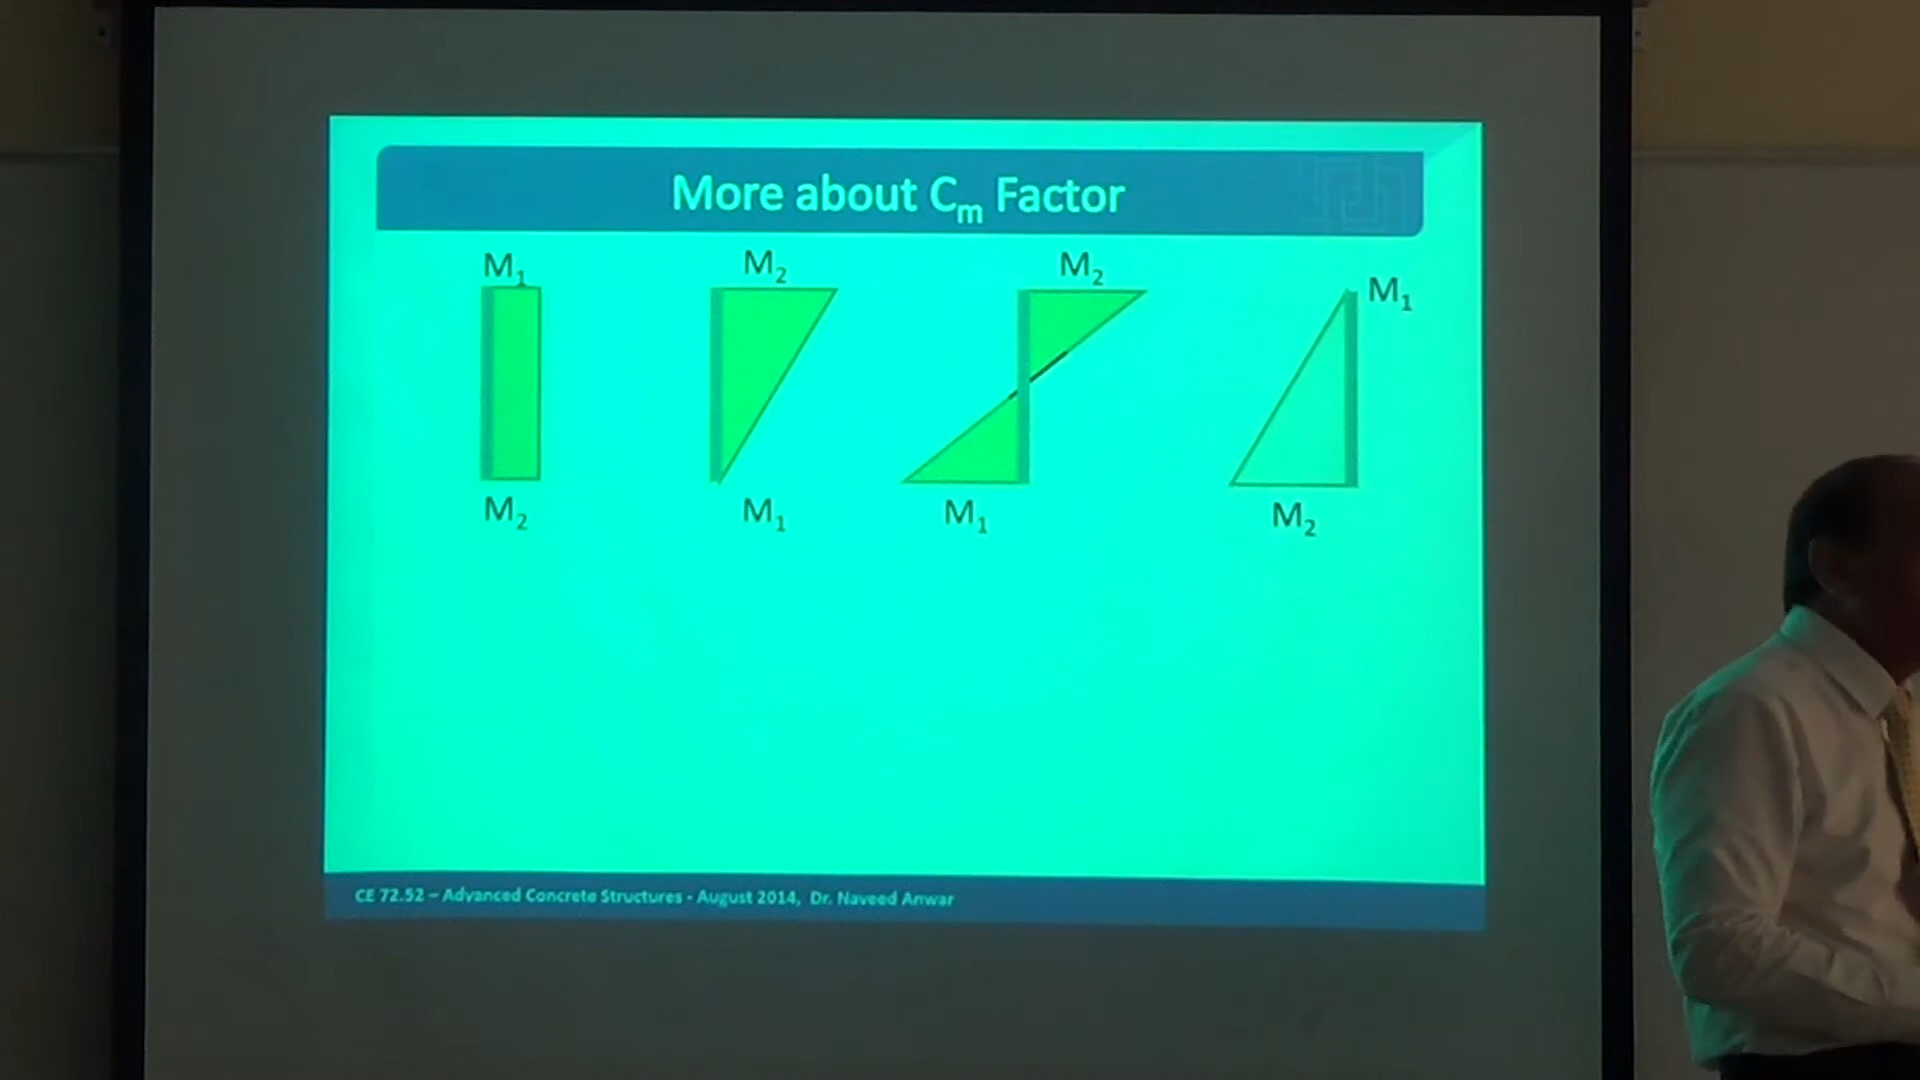 More about Cm Factor
M1
M2
M2
M1
M2
M1
M1
M2
CE 72.52 – Advanced Concrete Structures - August 2014, Dr. Naveed Anwar